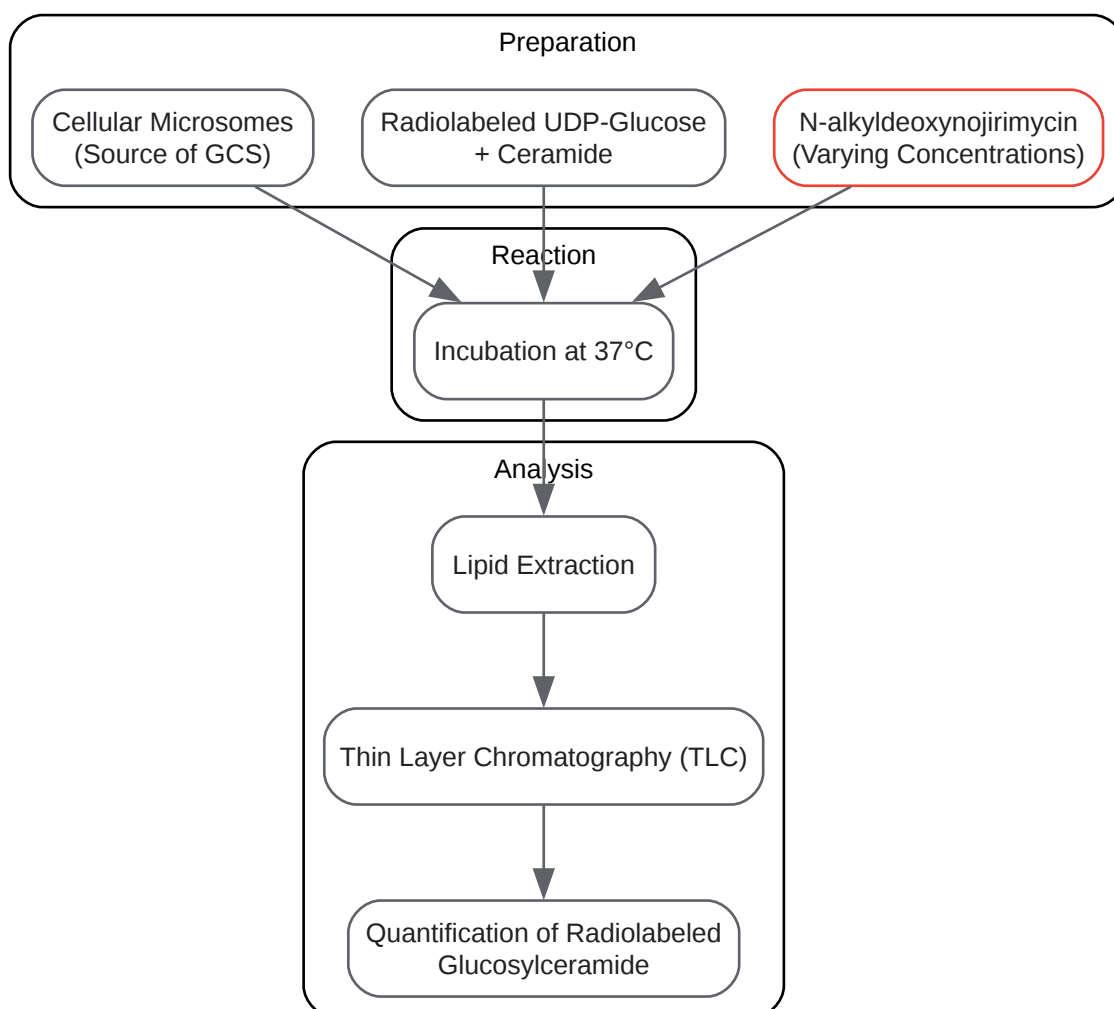 Preparation
Cellular Microsomes
(Source of GCS)
Radiolabeled UDP-Glucose
+ Ceramide
N-alkyldeoxynojirimycin
(Varying Concentrations)
Reaction
Incubation at 37°C
Analysis
Lipid Extraction
Thin Layer Chromatography (TLC)
Quantification of Radiolabeled
Glucosylceramide